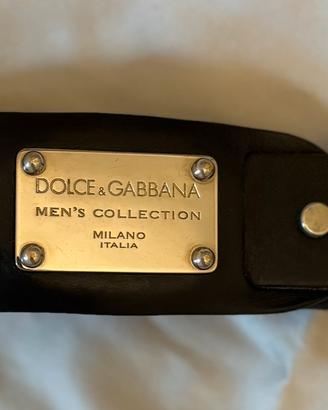 DOLCE&GABBANA
MEN'S COLLECTION
MILANO
ITALIA